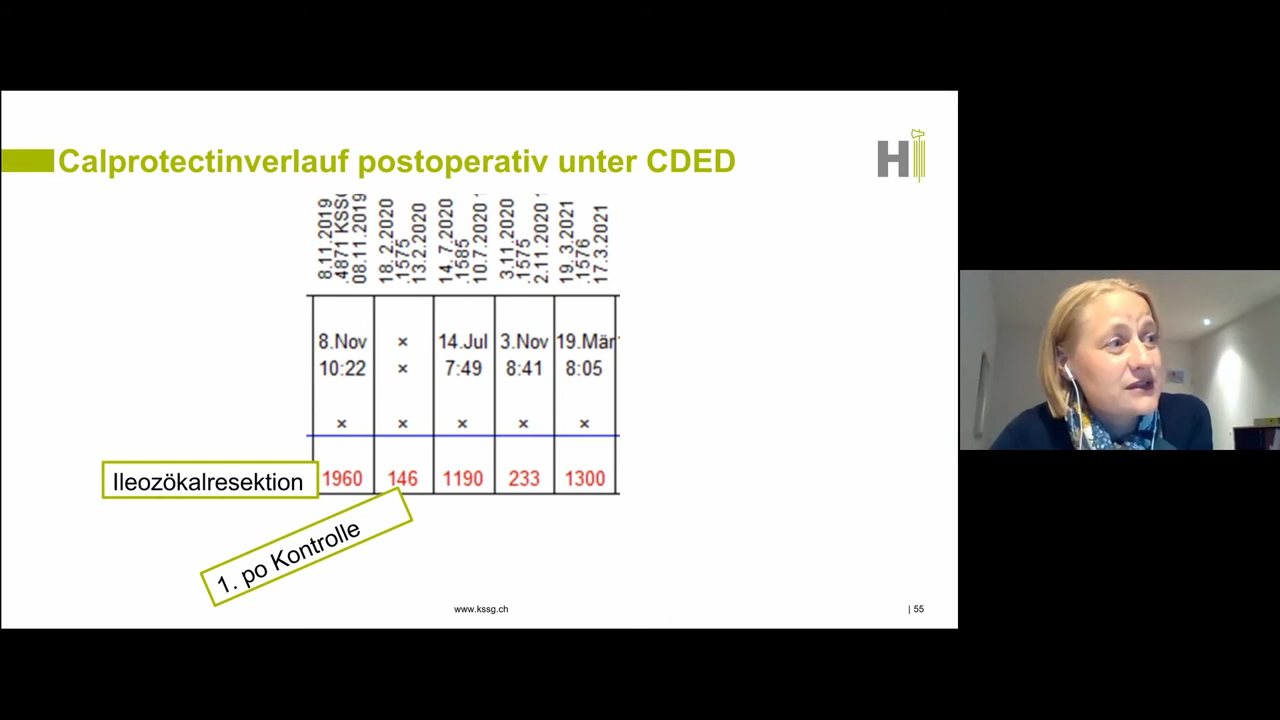 Calprotectinverlauf postoperativ unter CDED
H
8.11.2019
.4871 KSSG
08.11.2019
18. 2.2020
.1575
13.2.2020
14. 7.2020
.1585
10.7.2020
3.11.2020
.1575
2.11.2020
19. 3.2021
.1576
17.3.2021
8.Nov × 14.Jul 3.Nov 19.Mär
10:22 × 7:49 8:41 8:05
× × × × ×
Ileozökalresektion 1960 146 1190 233 1300
1. po Kontrolle
www.kssg.ch | 55